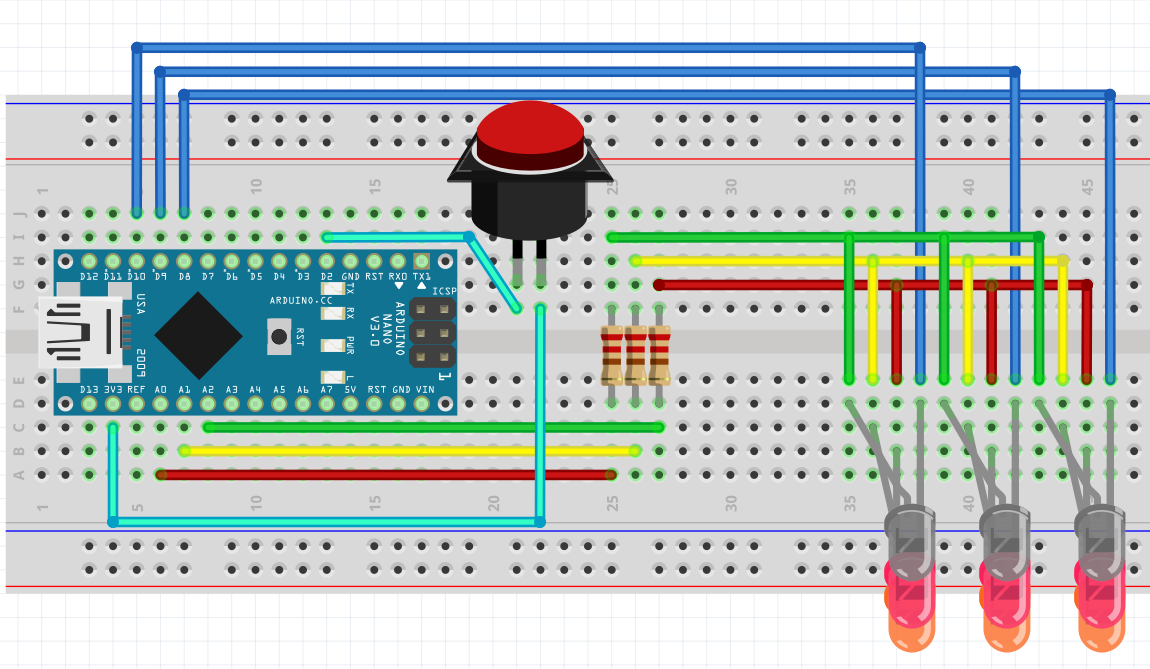 1 10 15 25 30 35 40 45
J
I
H
D12 D11 D10 D9 D8 D7 D6 D5 D4 D3 D2 GND RST RX0 TX1
G
USA
ARDUINO.CC
TX
RX
ICSP
F
RST
ARDUINO
NANO
V3.0
PWR
2009
L
1
E
D13 3V3 REF A0 A1 A2 A3 A4 A5 A6 A7 5V RST GND VIN
D
C
B
A
1 5 10 15 20 25 30 35 40